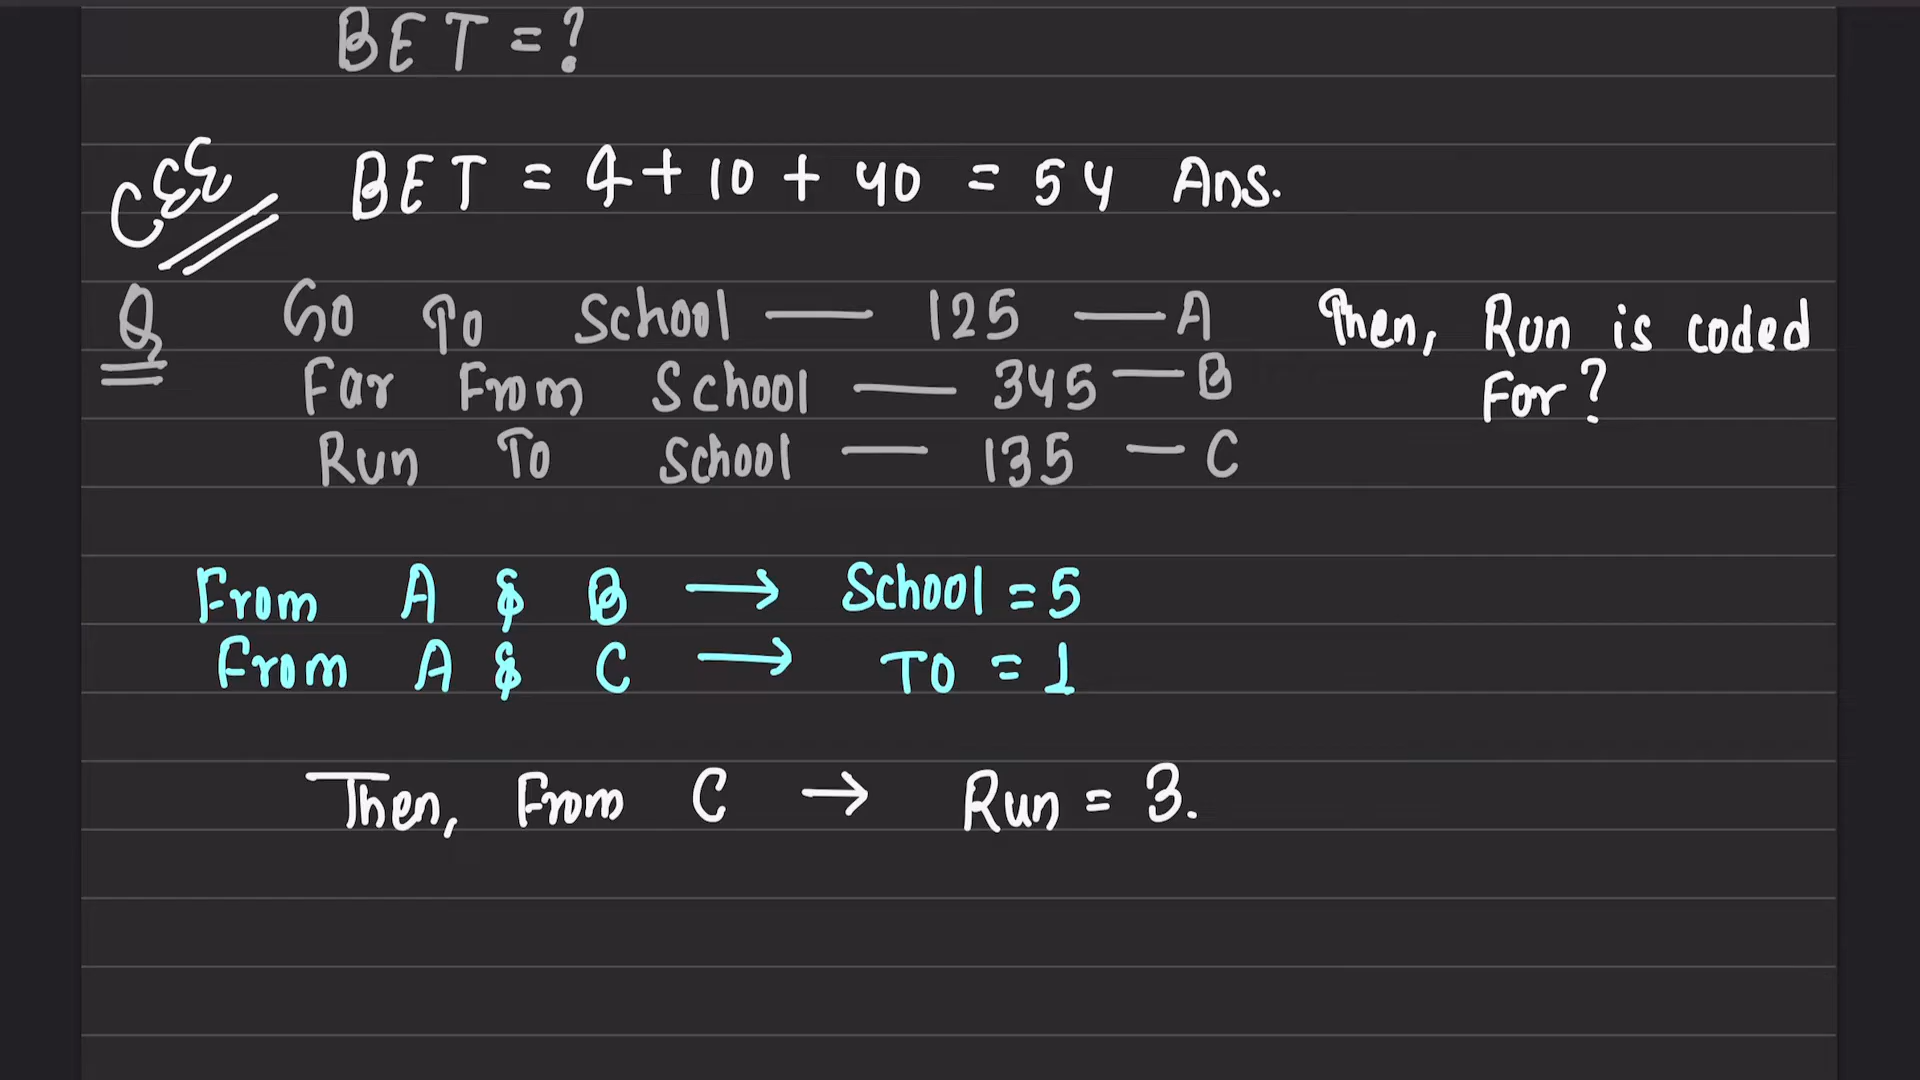 BET = ?
CEE BET = 4 + 10 + 40 = 54 Ans.
Q Go To School — 125 — A Then, Run is coded
Far From School — 345 — B For?
Run To School — 135 — C
From A & B → School = 5
From A & C → TO = 1
Then, From C → Run = 3.